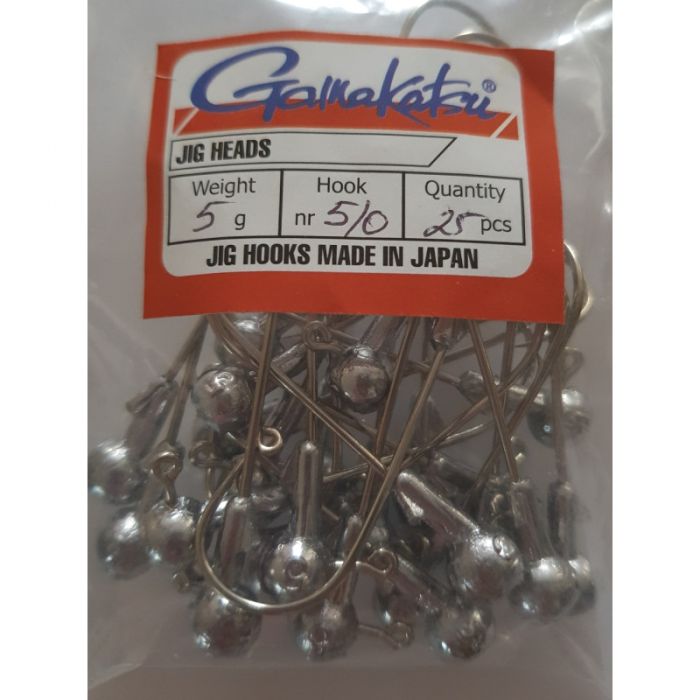 Gamakatsu®
JIG HEADS
Weight Hook Quantity
5 g nr 5/0 25 pcs
JIG HOOKS MADE IN JAPAN